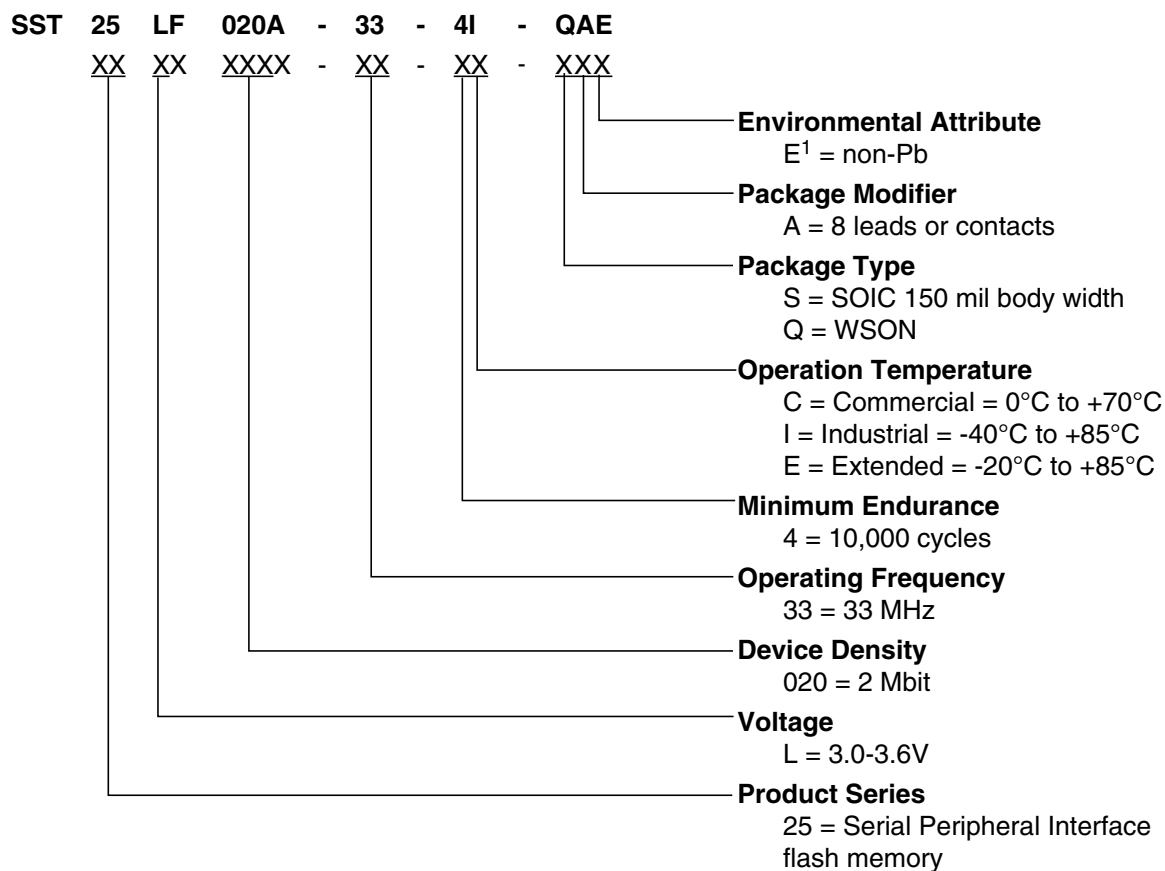 SST 25 LF 020A - 33 - 4I - QAE
XX XX XXXX - XX - XX - XXX
Environmental Attribute
E1 = non-Pb
Package Modifier
A = 8 leads or contacts
Package Type
S = SOIC 150 mil body width
Q = WSON
Operation Temperature
C = Commercial = 0°C to +70°C
I = Industrial = -40°C to +85°C
E = Extended = -20°C to +85°C
Minimum Endurance
4 = 10,000 cycles
Operating Frequency
33 = 33 MHz
Device Density
020 = 2 Mbit
Voltage
L = 3.0-3.6V
Product Series
25 = Serial Peripheral Interface
flash memory